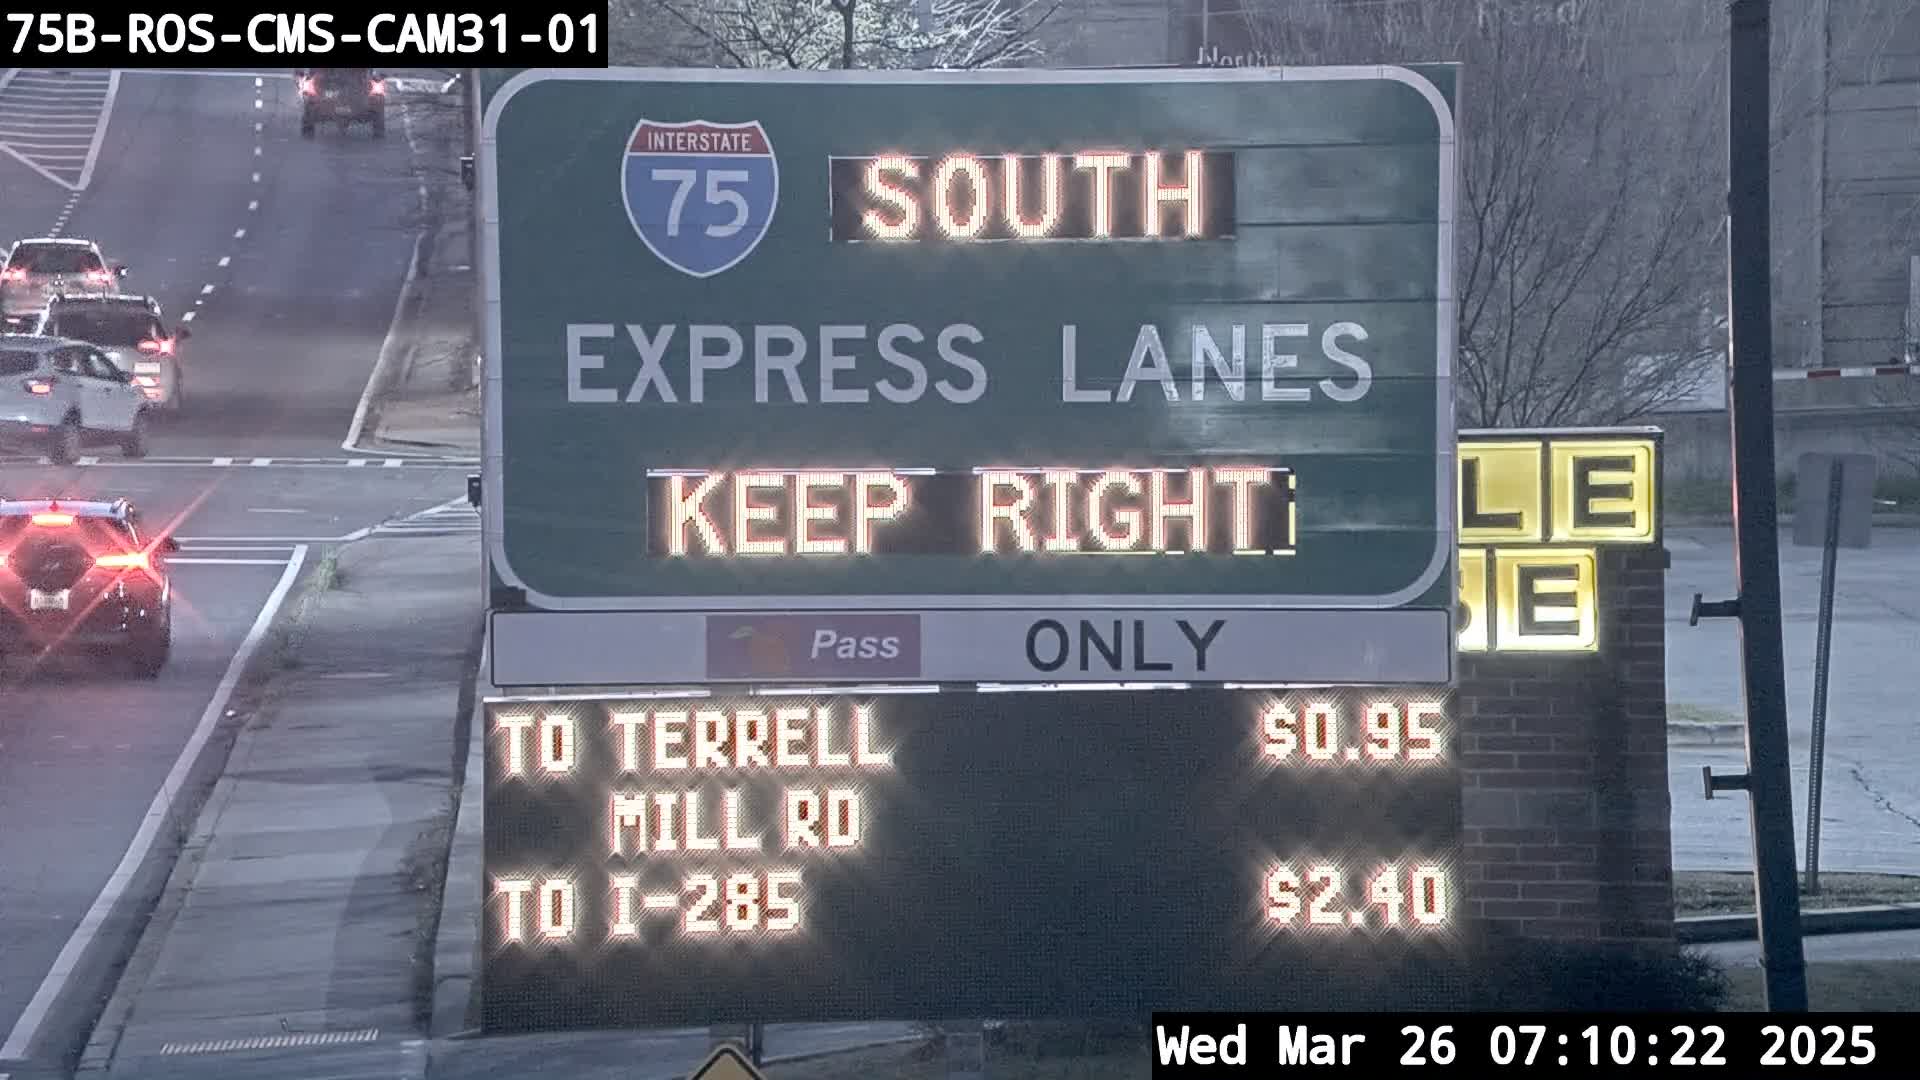 75B-ROS-CMS-CAM31-01
INTERSTATE
75
SOUTH
EXPRESS LANES
KEEP RIGHT
Pass ONLY
TO TERRELL $0.95
MILL RD
TO I-285 $2.40
LE
E
Wed Mar 26 07:10:22 2025